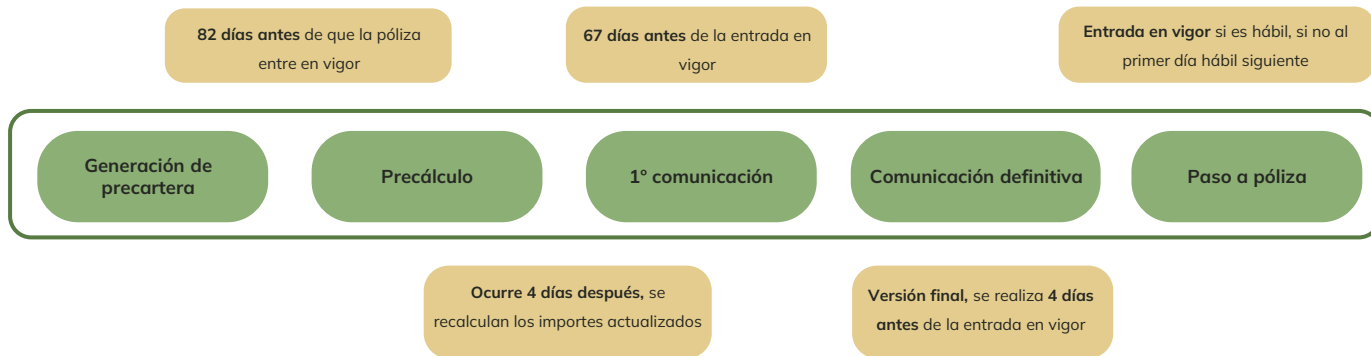 82 días antes de que la póliza
entre en vigor
67 días antes de la entrada en
vigor
Entrada en vigor si es hábil, si no al
primer día hábil siguiente
Generación de
precartera
Precálculo
1º comunicación
Comunicación definitiva
Paso a póliza
Ocurre 4 días después, se
recalculan los importes actualizados
Versión final, se realiza 4 días
antes de la entrada en vigor